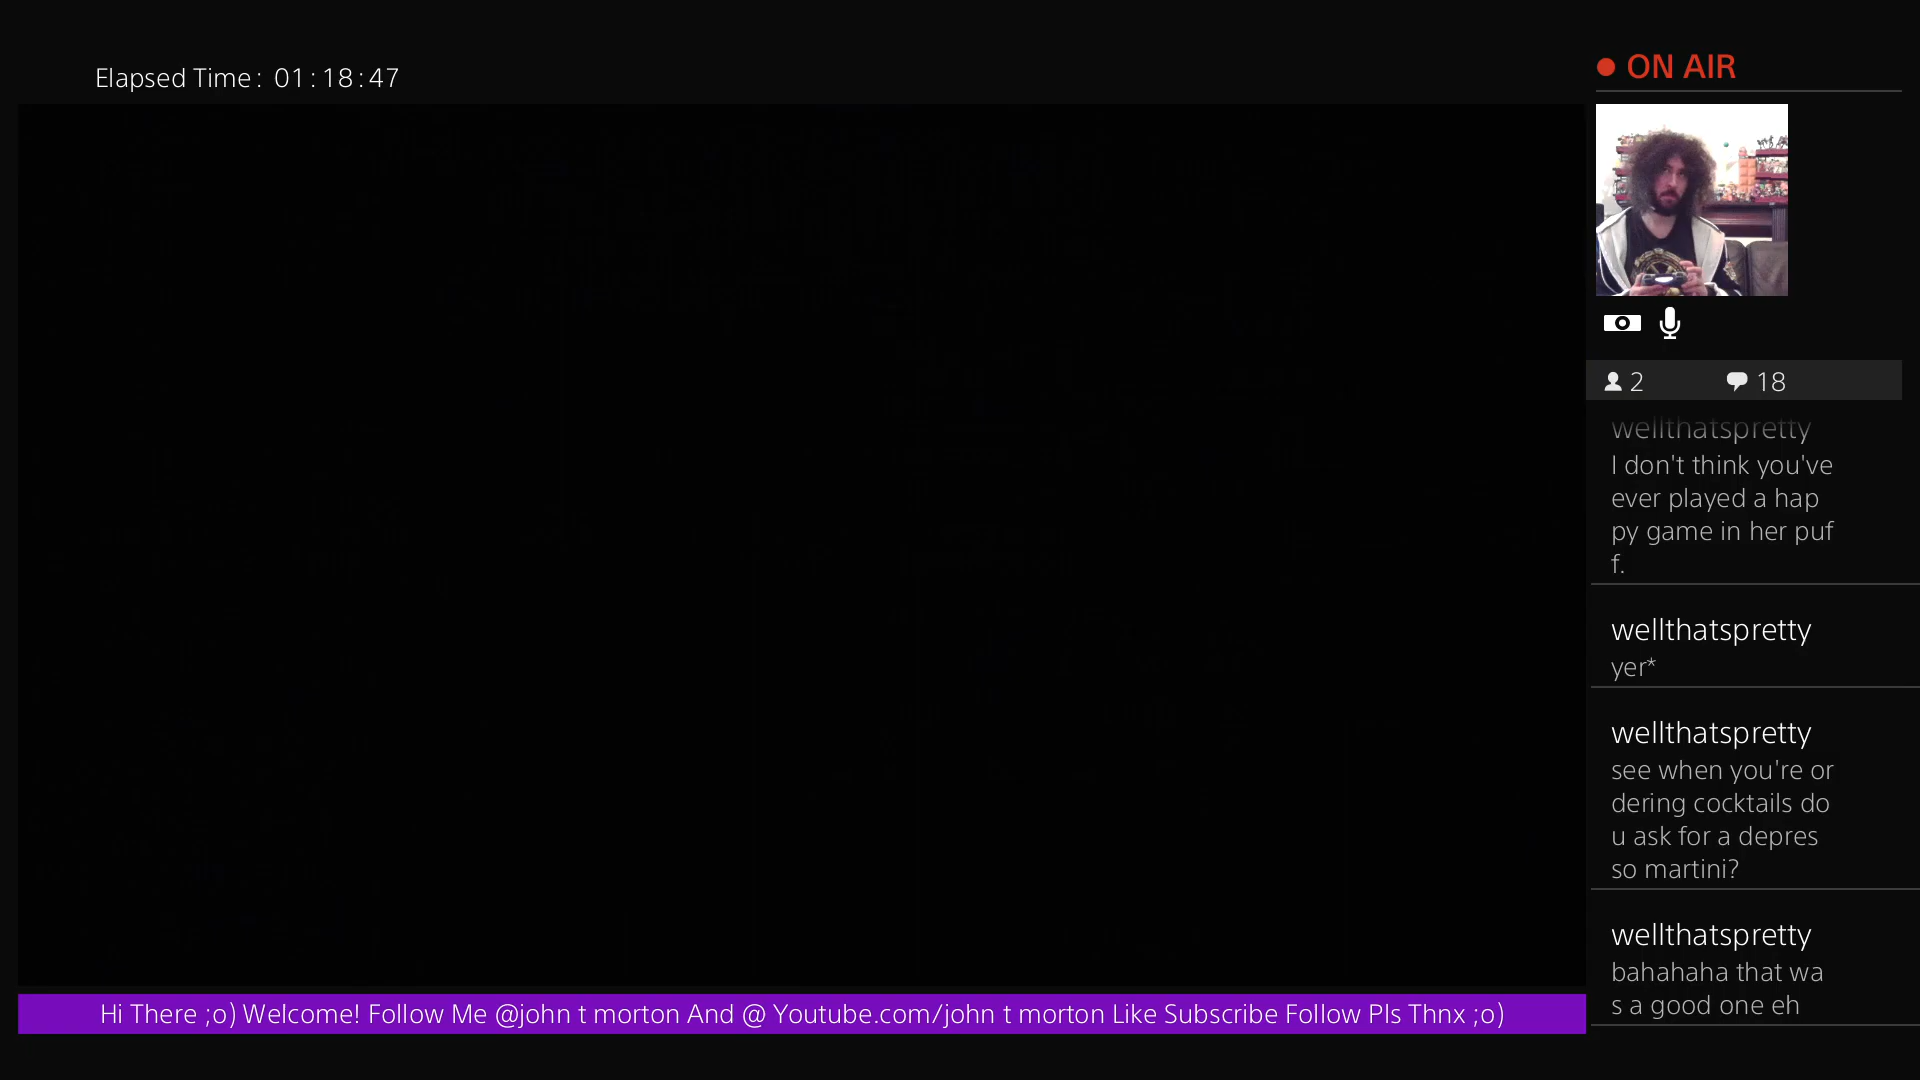 Elapsed Time: 01:18:47
ON AIR
2
18
wellthatspretty
I don't think you've
ever played a hap
py game in her puf
f.
wellthatspretty
yer*
wellthatspretty
see when you're or
dering cocktails do
u ask for a depres
so martini?
wellthatspretty
bahahaha that wa
s a good one eh
Hi There ;o) Welcome! Follow Me @john t morton And @ Youtube.com/john t morton Like Subscribe Follow Pls Thnx ;o)